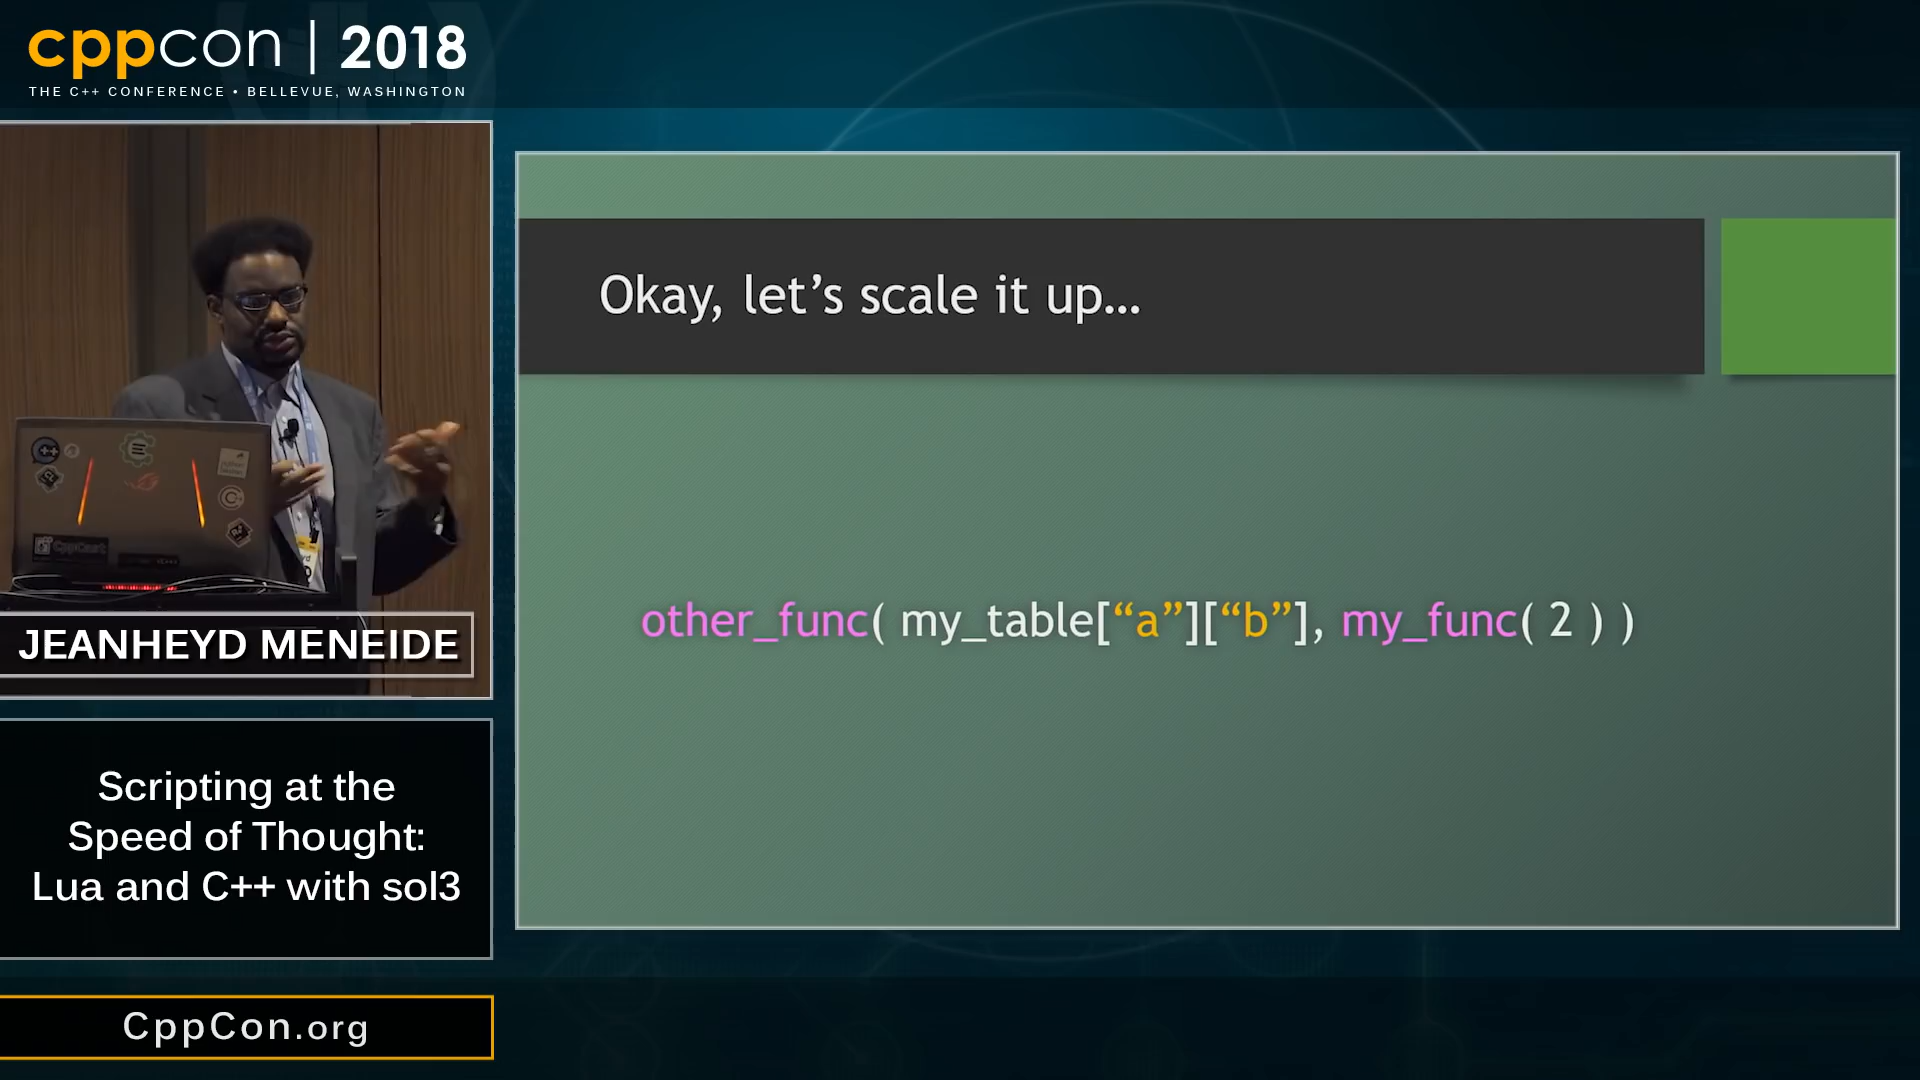 cppcon | 2018
THE C++ CONFERENCE • BELLEVUE, WASHINGTON
Okay, let’s scale it up…
other_func( my_table[“a”][“b”], my_func( 2 ) )
CppCast
JEANHEYD MENEIDE
Scripting at the
Speed of Thought:
Lua and C++ with sol3
CppCon.org